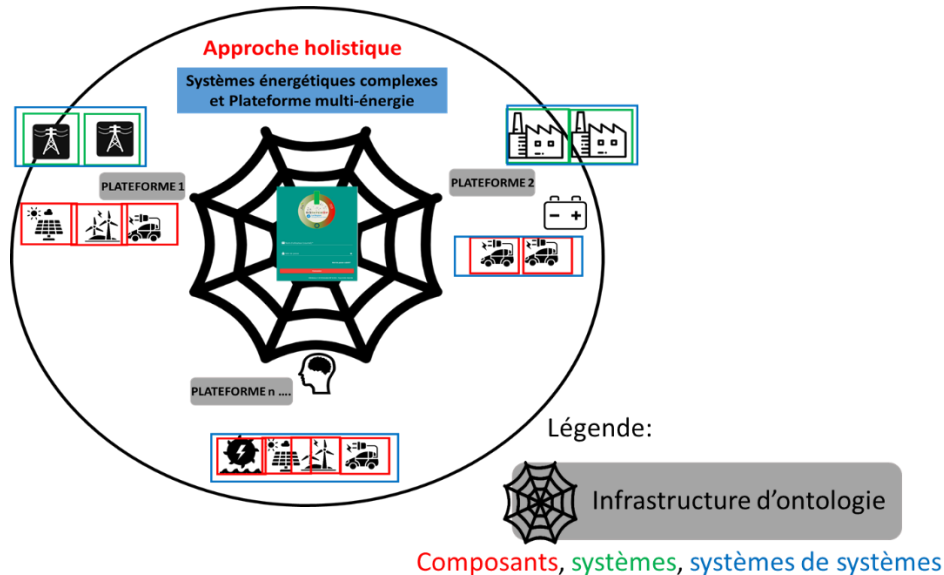 Approche holistique
Systèmes énergétiques complexes
et Plateforme multi-énergie
PLATEFORME 1
PLATEFORME 2
PLATEFORME n ....
Légende:
Infrastructure d'ontologie
Composants, systèmes, systèmes de systèmes